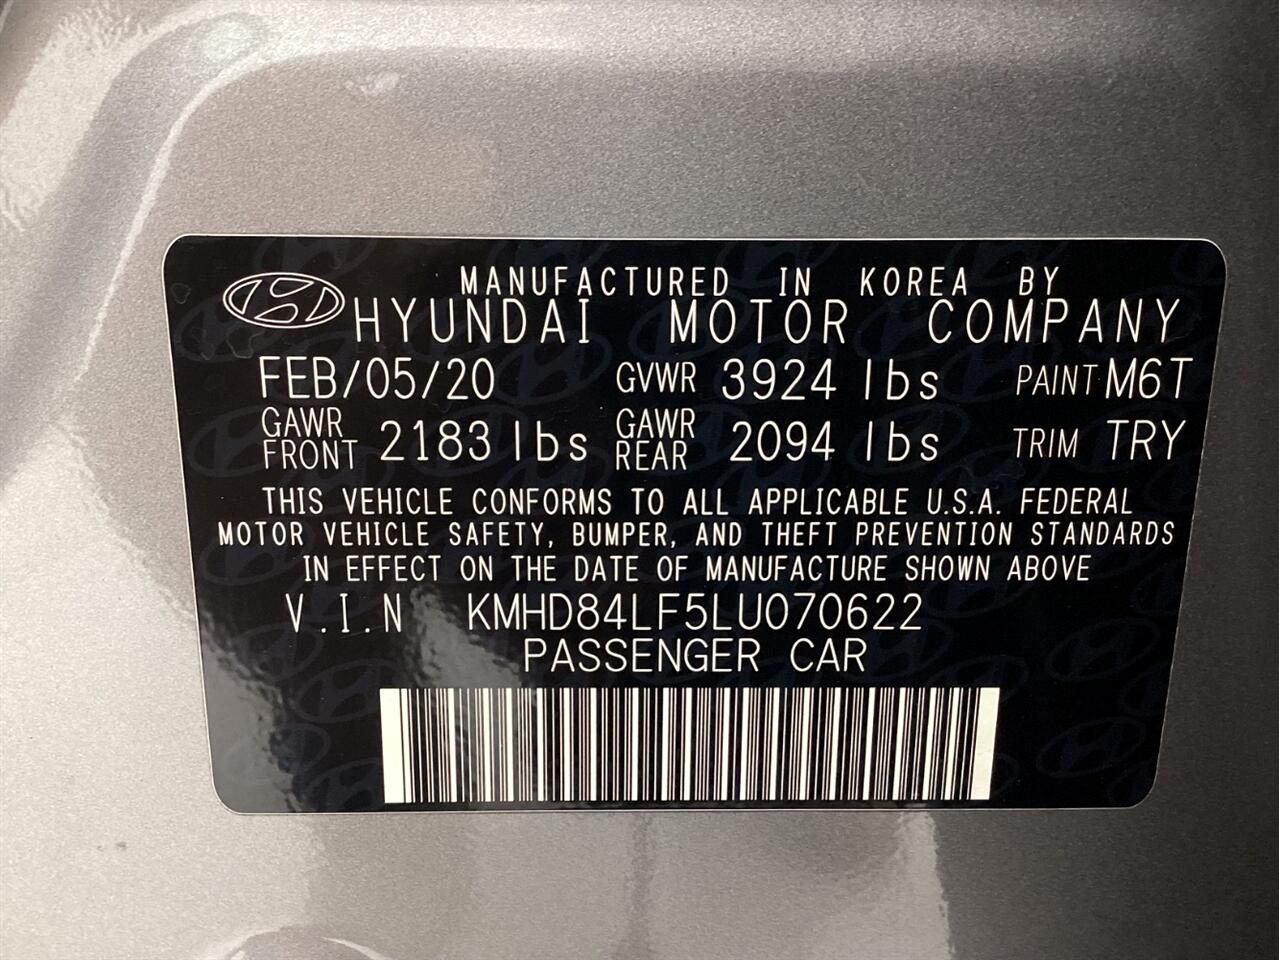 MANUFACTURED IN KOREA BY
HYUNDAI MOTOR COMPANY
FEB/05/20 GVWR 3924 lbs PAINT M6T
GAWR FRONT 2183 lbs GAWR REAR 2094 lbs TRIM TRY
THIS VEHICLE CONFORMS TO ALL APPLICABLE U.S.A. FEDERAL
MOTOR VEHICLE SAFETY, BUMPER, AND THEFT PREVENTION STANDARDS
IN EFFECT ON THE DATE OF MANUFACTURE SHOWN ABOVE
V.I.N KMHD84LF5LU070622
PASSENGER CAR